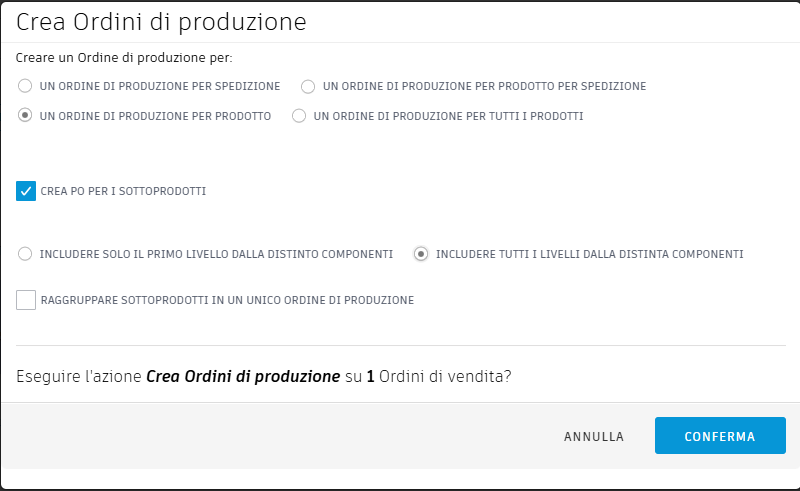 Crea Ordini di produzione
Creare un Ordine di produzione per:
UN ORDINE DI PRODUZIONE PER SPEDIZIONE UN ORDINE DI PRODUZIONE PER PRODOTTO PER SPEDIZIONE
UN ORDINE DI PRODUZIONE PER PRODOTTO UN ORDINE DI PRODUZIONE PER TUTTI I PRODOTTI
CREA PO PER I SOTTOPRODOTTI
INCLUDERE SOLO IL PRIMO LIVELLO DALLA DISTINTO COMPONENTI INCLUDERE TUTTI I LIVELLI DALLA DISTINTA COMPONENTI
RAGGRUPPARE SOTTOPRODOTTI IN UN UNICO ORDINE DI PRODUZIONE
Eseguire l'azione Crea Ordini di produzione su 1 Ordini di vendita?
ANNULLA CONFERMA